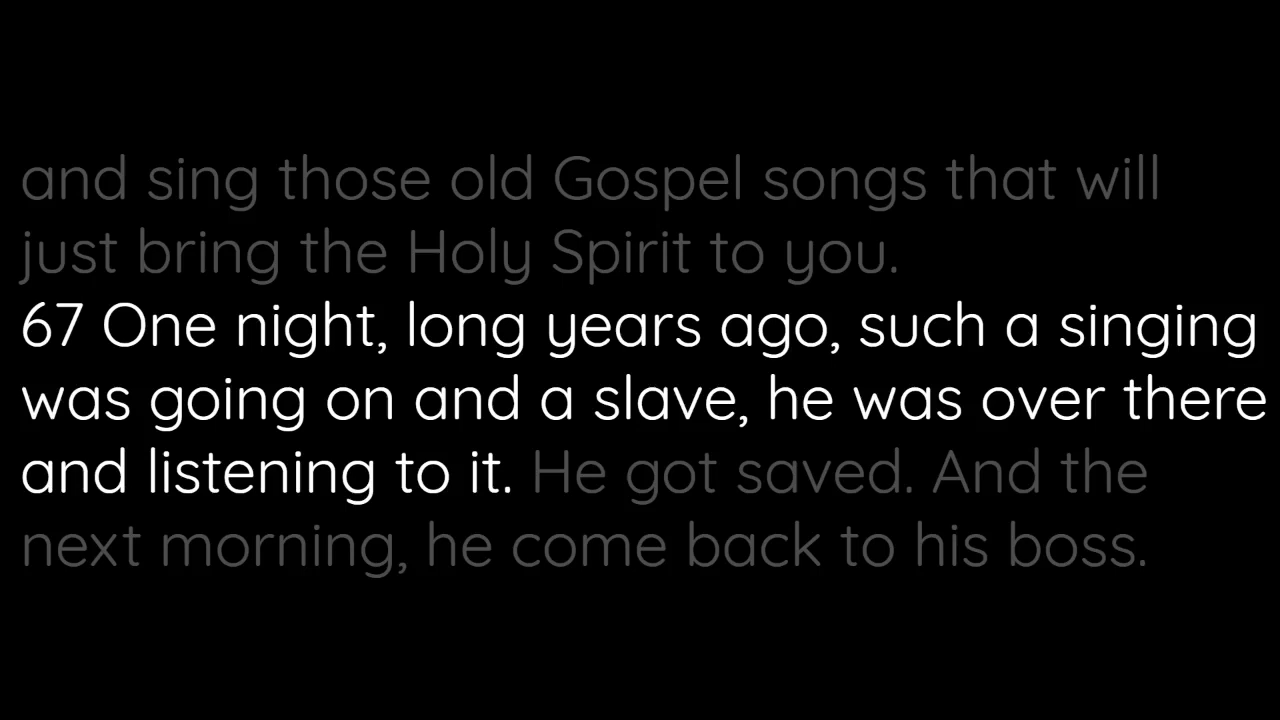 and sing those old Gospel songs that will
just bring the Holy Spirit to you.
67 One night, long years ago, such a singing
was going on and a slave, he was over there
and listening to it. He got saved. And the
next morning, he come back to his boss.